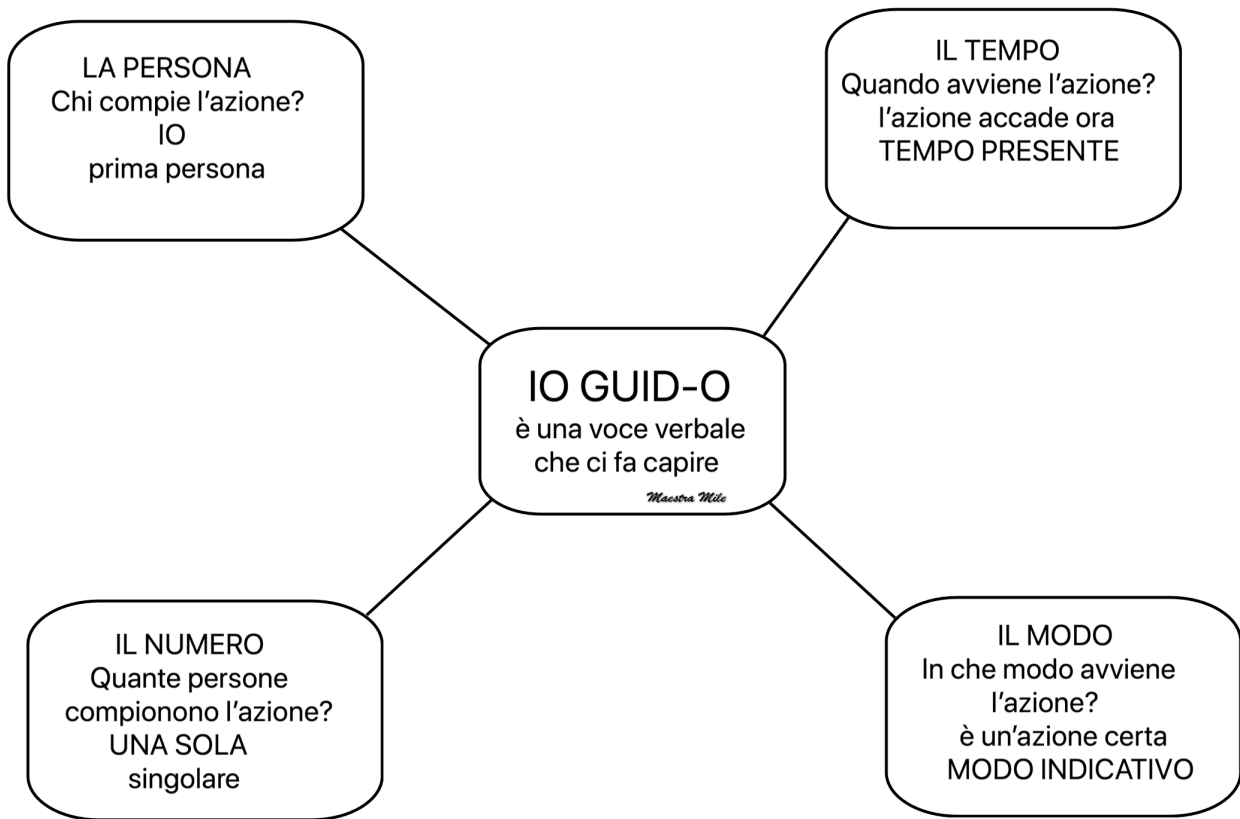 LA PERSONA
Chi compie l'azione?
IO
prima persona
IL TEMPO
Quando avviene l'azione?
l'azione accade ora
TEMPO PRESENTE
IO GUID-O
è una voce verbale
che ci fa capire
Maestra Mile
IL NUMERO
Quante persone
compionono l'azione?
UNA SOLA
singolare
IL MODO
In che modo avviene
l'azione?
è un'azione certa
MODO INDICATIVO